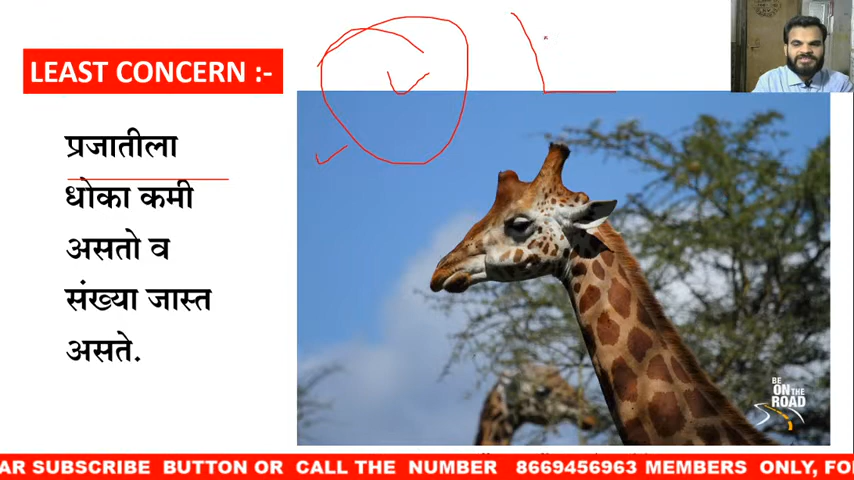 LEAST CONCERN :-
प्रजातीला
धोका कमी
असतो व
संख्या जास्त
असते.
BE
ON THE
ROAD
AR SUBSCRIBE BUTTON OR CALL THE NUMBER 8669456963 MEMBERS ONLY, FO